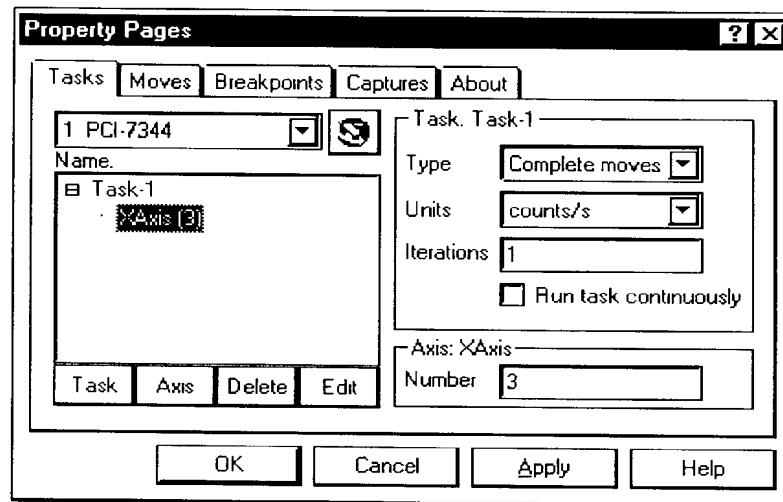 Property Pages
Tasks Moves Breakpoints Captures About
1 PCI-7344
Name.
Task-1
XAxis (3)
Task Axis Delete Edit
Task. Task-1
Type Complete moves
Units counts/s
Iterations 1
Run task continuously
Axis: XAxis
Number 3
OK Cancel Apply Help